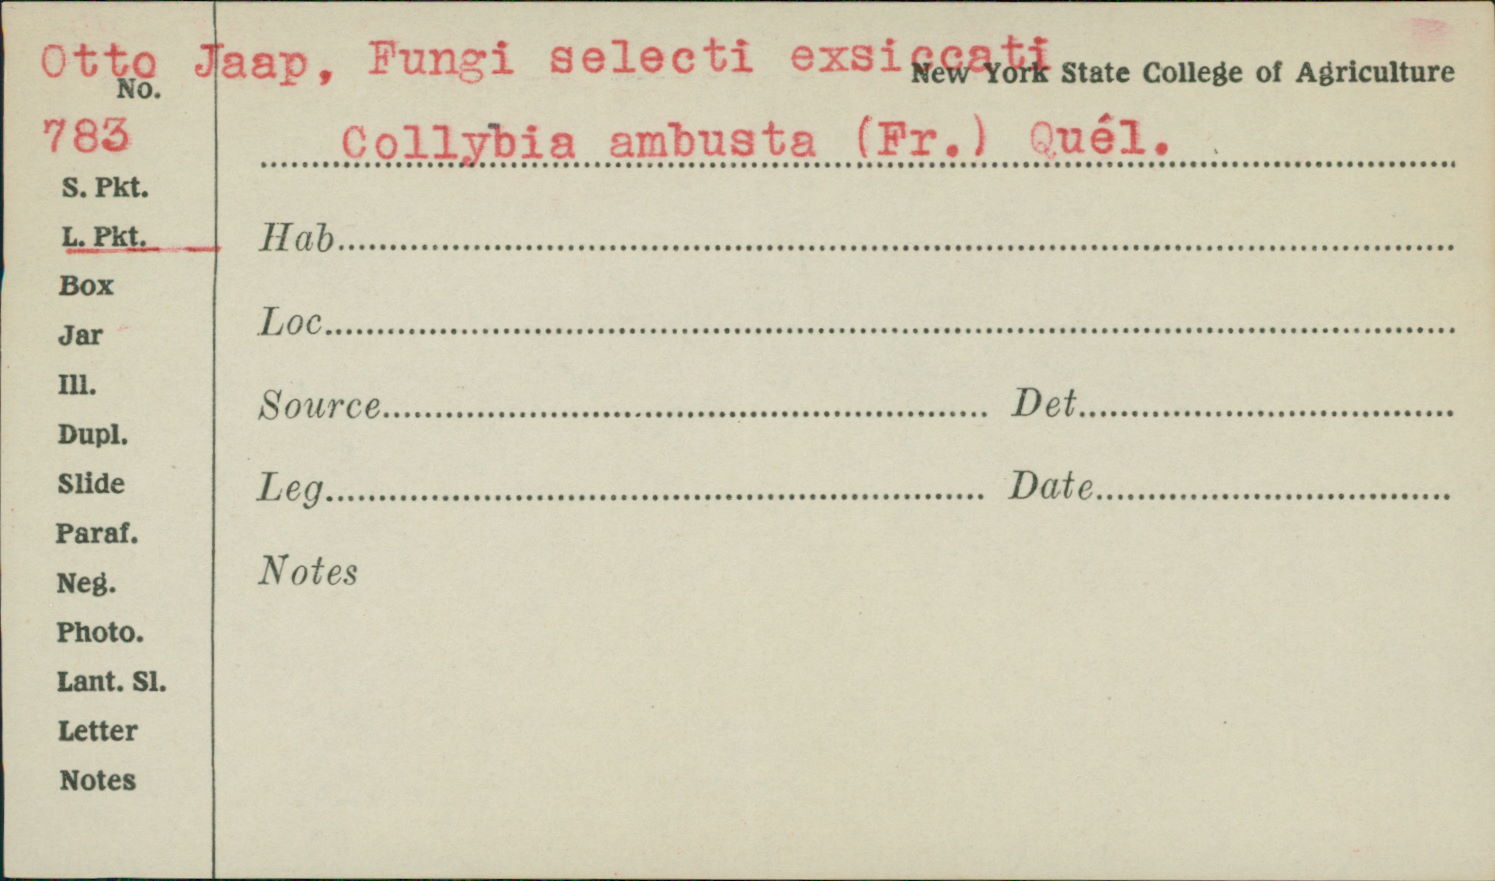 Otto Jaap, Fungi selecti exsiccati
New York State College of Agriculture
No.
783
Collybia ambusta (Fr.) Quél.
S. Pkt.
L. Pkt.
Hab.
Box
Loc.
Jar
Ill.
Source Det.
Dupl.
Slide
Leg. Date
Paraf.
Neg.
Notes
Photo.
Lant. Sl.
Letter
Notes